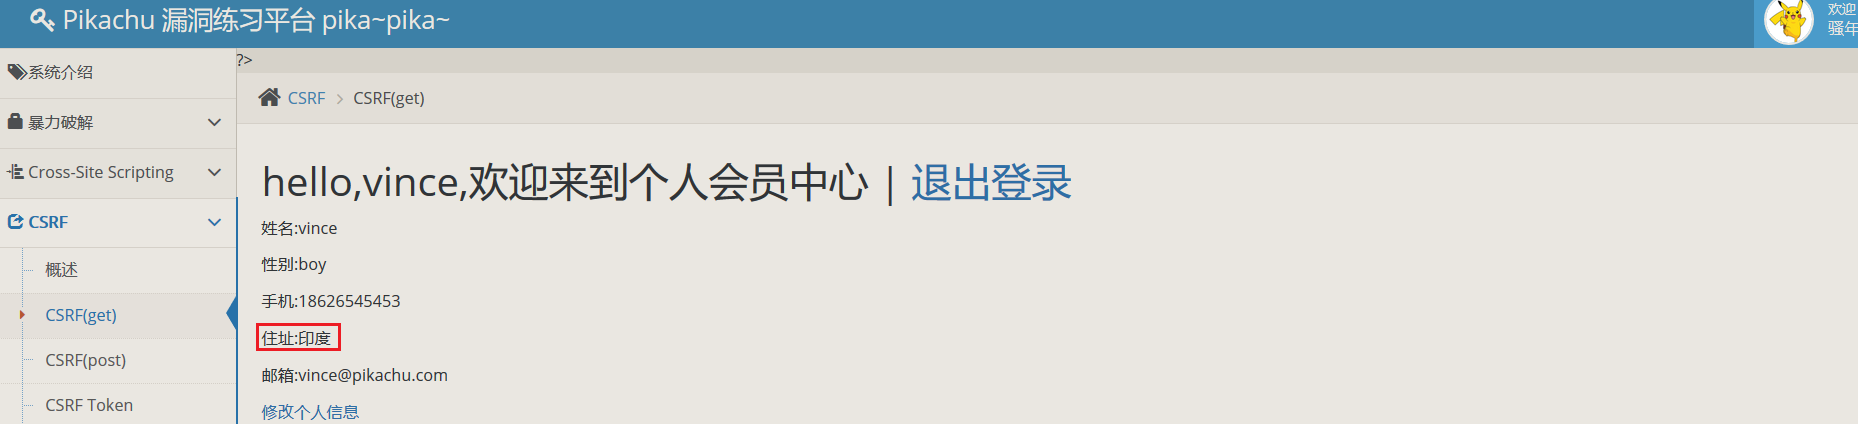 Pikachu 漏洞练习平台 pika~pika~
欢迎
骚年
系统介绍
暴力破解
Cross-Site Scripting
CSRF
概述
CSRF(get)
CSRF(post)
CSRF Token
?>
CSRF > CSRF(get)
hello,vince,欢迎来到个人会员中心 | 退出登录
姓名:vince
性别:boy
手机:18626545453
住址:印度
邮箱:vince@pikachu.com
修改个人信息